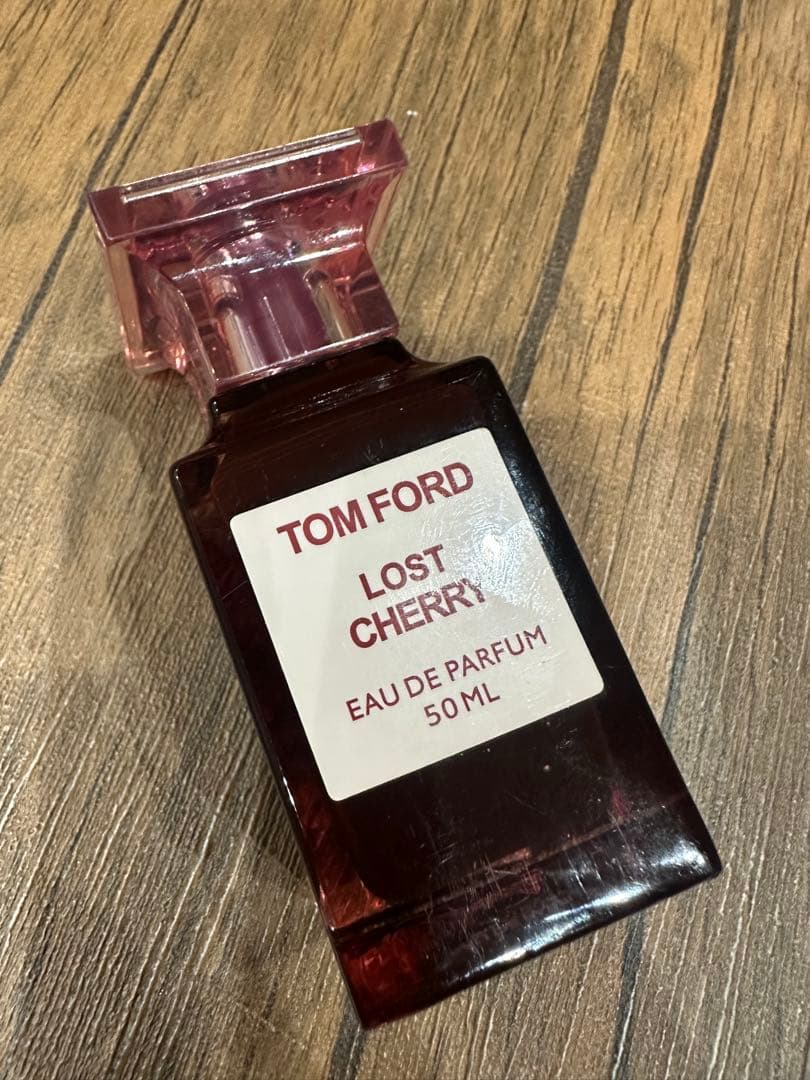 TOM FORD
LOST
CHERRY
EAU DE PARFUM
50 ML